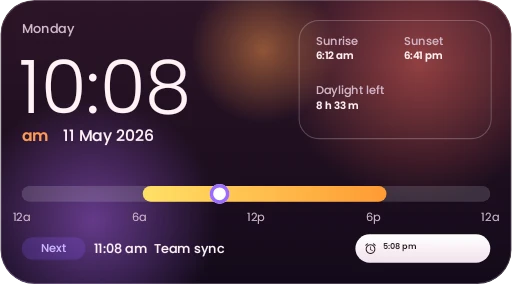 Monday
10:08
am 11 May 2026
Sunrise
6:12 am
Sunset
6:41 pm
Daylight left
8 h 33 m
12a 6a 12p 6p 12a
Next 11:08 am Team sync
5:08 pm